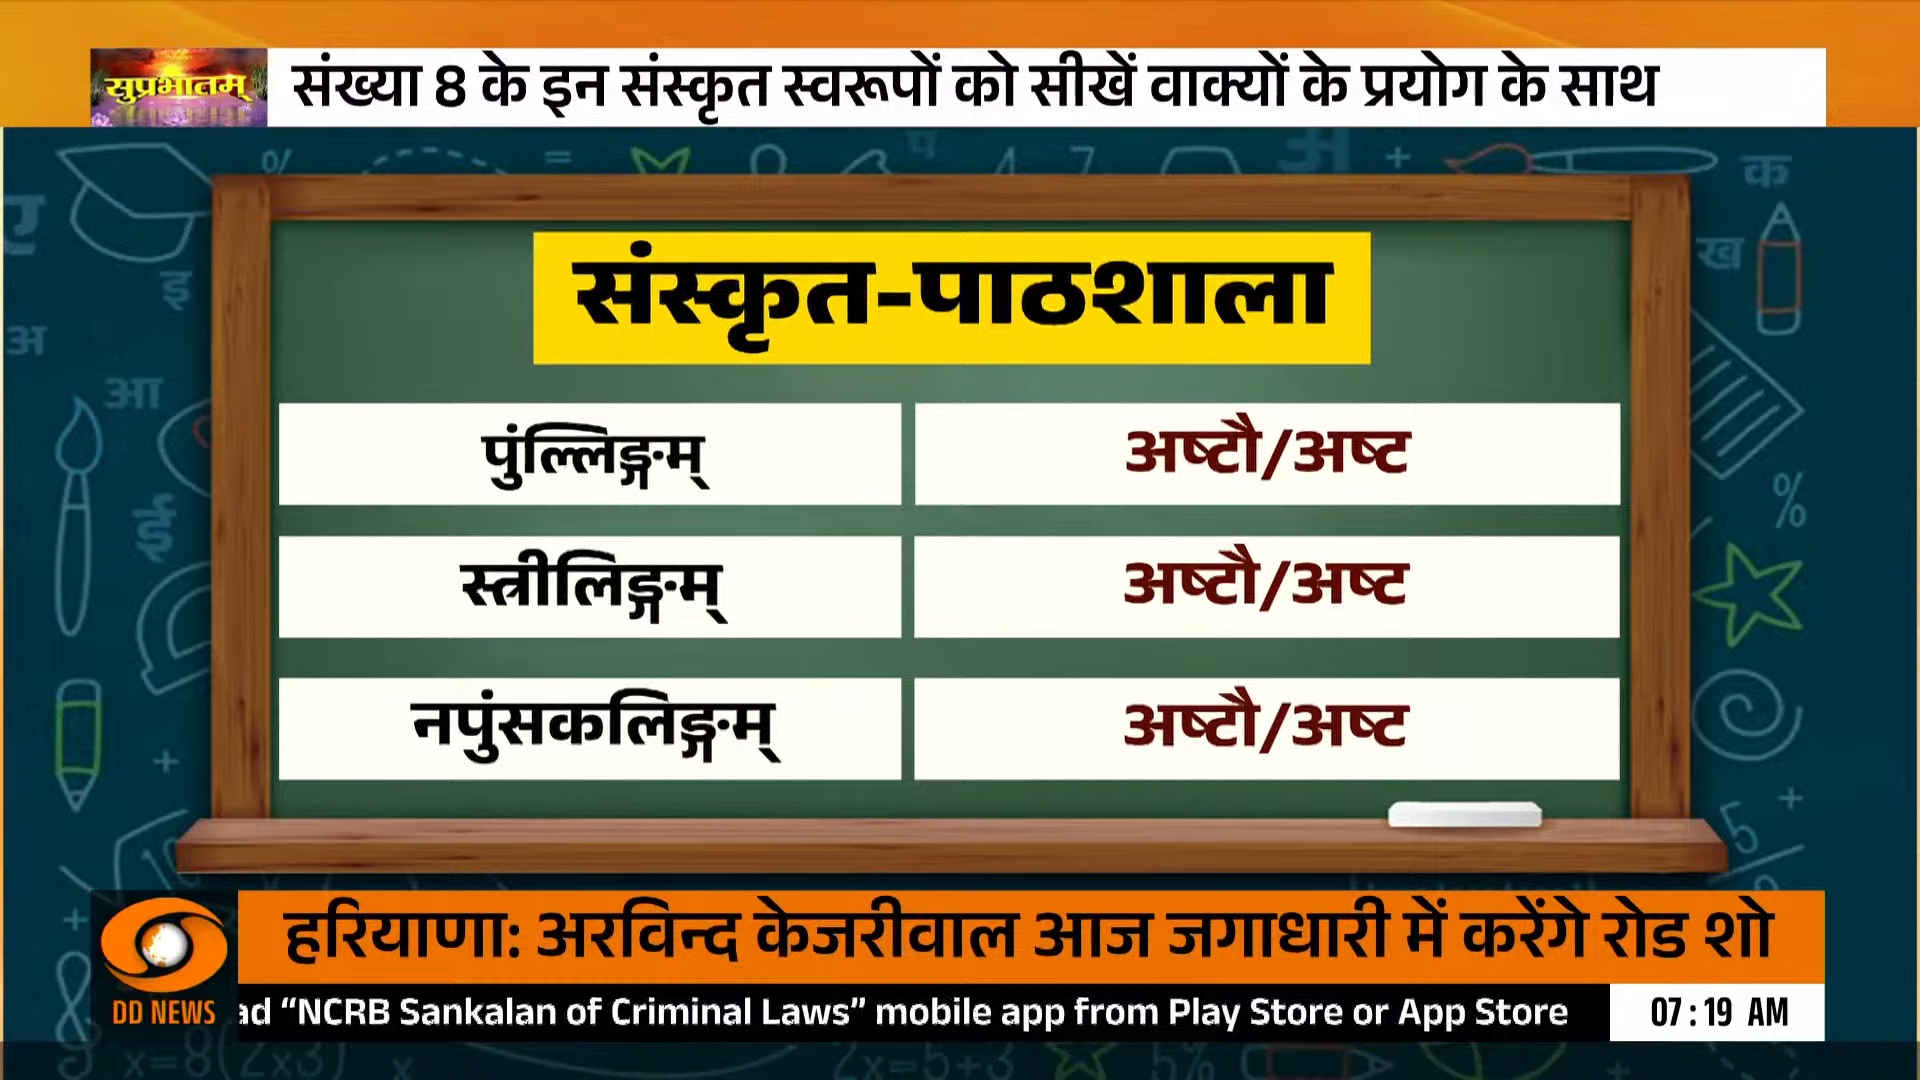 सुप्रभातम्
संख्या 8 के इन संस्कृत स्वरूपों को सीखें वाक्यों के प्रयोग के साथ
संस्कृत-पाठशाला
पुंल्लिङ्गम् अष्टौ/अष्ट
स्त्रीलिङ्गम् अष्टौ/अष्ट
नपुंसकलिङ्गम् अष्टौ/अष्ट
हरियाणा: अरविन्द केजरीवाल आज जगाधारी में करेंगे रोड शो
DD NEWS
ad “NCRB Sankalan of Criminal Laws” mobile app from Play Store or App Store
07:19 AM